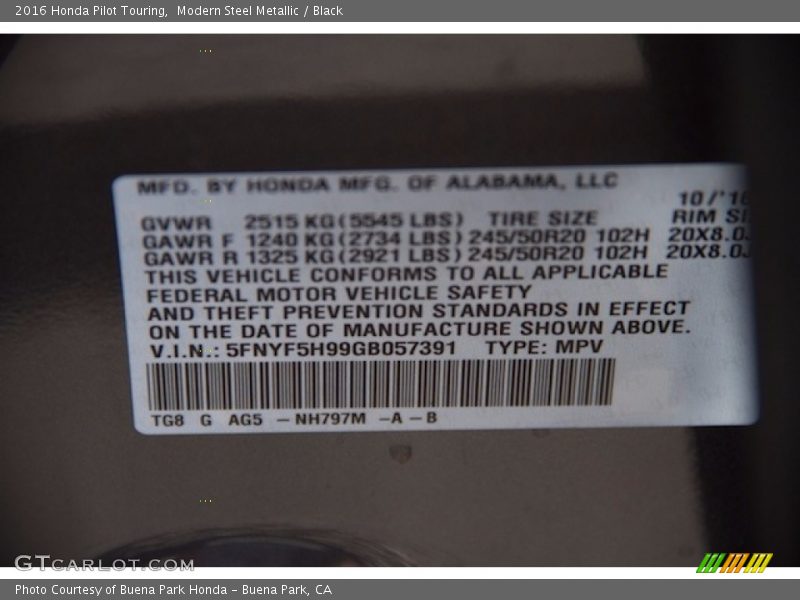 2016 Honda Pilot Touring,  Modern Steel Metallic / Black
MFD. BY HONDA MFG. OF ALABAMA, LLC
10/'16
GVWR 2515 KG(5545 LBS) TIRE SIZE RIM SI
GAWR F 1240 KG(2734 LBS) 245/50R20 102H 20X8.0J
GAWR R 1325 KG(2921 LBS) 245/50R20 102H 20X8.0J
THIS VEHICLE CONFORMS TO ALL APPLICABLE
FEDERAL MOTOR VEHICLE SAFETY
AND THEFT PREVENTION STANDARDS IN EFFECT
ON THE DATE OF MANUFACTURE SHOWN ABOVE.
V.I.N.: 5FNYF5H99GB057391 TYPE: MPV
TG8 G AG5 – NH797M –A – B
GTCARLOT.COM
Photo Courtesy of Buena Park Honda – Buena Park, CA